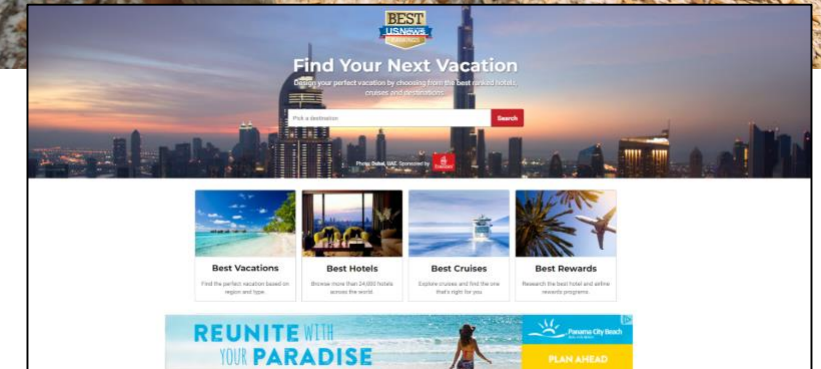 BEST
U.S.News
Find Your Next Vacation
Design your perfect vacation by choosing from the best ranked hotels,
cruises and destinations
Pick a destination
Search
Photo: Dubai, UAE. Sponsored by
Best Vacations
Best Hotels
Best Cruises
Best Rewards
Find the perfect vacation based on
region and type.
Browse more than 24,000 hotels
across the world.
Explore cruises and find the one
that's right for you.
Research the best hotel and airline
rewards programs.
REUNITE WITH
YOUR PARADISE
Panama City Beach
PLAN AHEAD